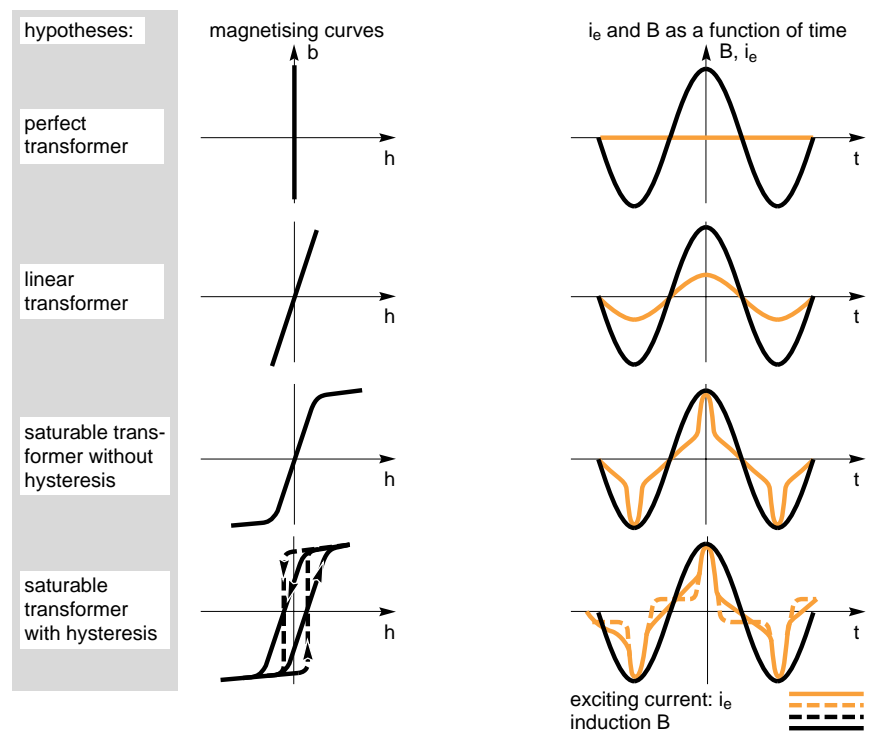 hypotheses:
magnetising curves
i_e and B as a function of time
b
B, i_e
perfect
transformer
h
t
linear
transformer
h
t
saturable trans-
former without
hysteresis
h
t
saturable
transformer
with hysteresis
h
t
exciting current: i_e
induction B